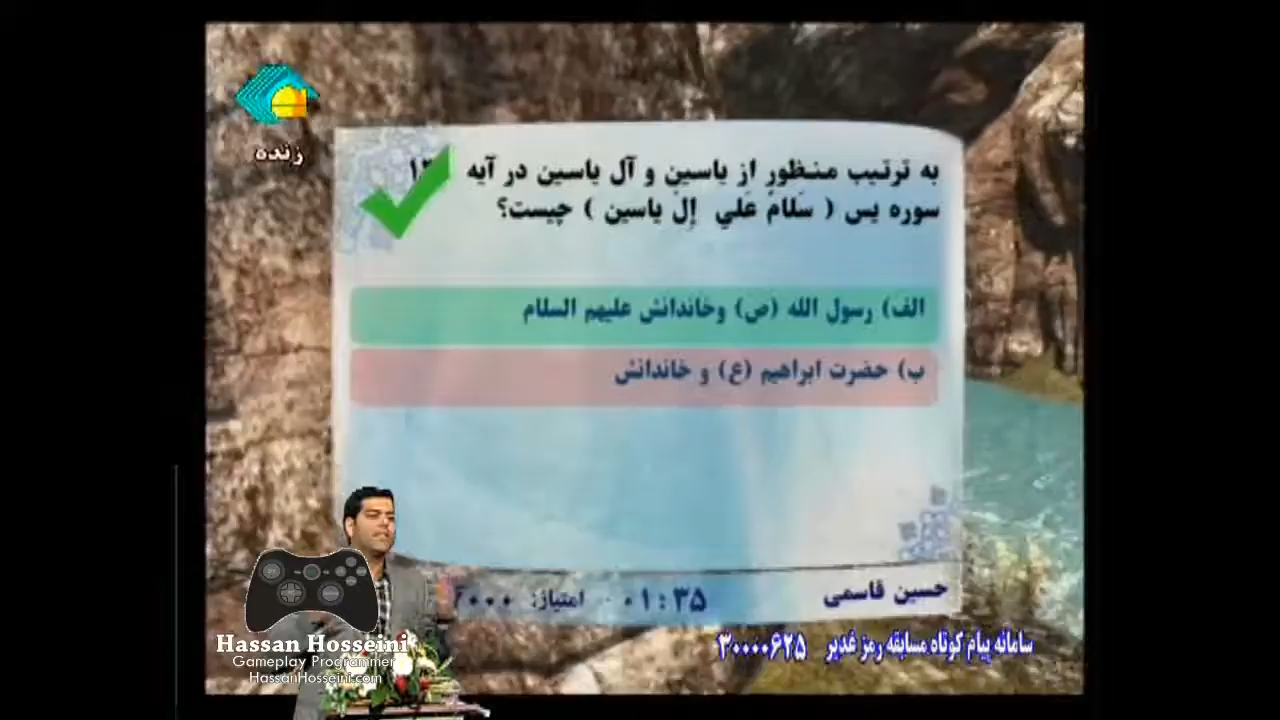 زنده
به ترتیب منظور از یاسین و آل یاسین در آیه
سوره یس ( سَلامٌ عَلي إل یاسین ) چیست؟
الف) رسول الله (ص) وخاندانش علیهم السلام
ب) حضرت ابراهیم (ع) و خاندانش
حسین قاسمی
۰۱:۳۵
امتیاز:
سامانه پیام کوتاه مسابقه رمز غدیر ۳۰۰۰۰۶۲۵
Hassan Hosseini
Gameplay Programmer
HassanHosseini.com